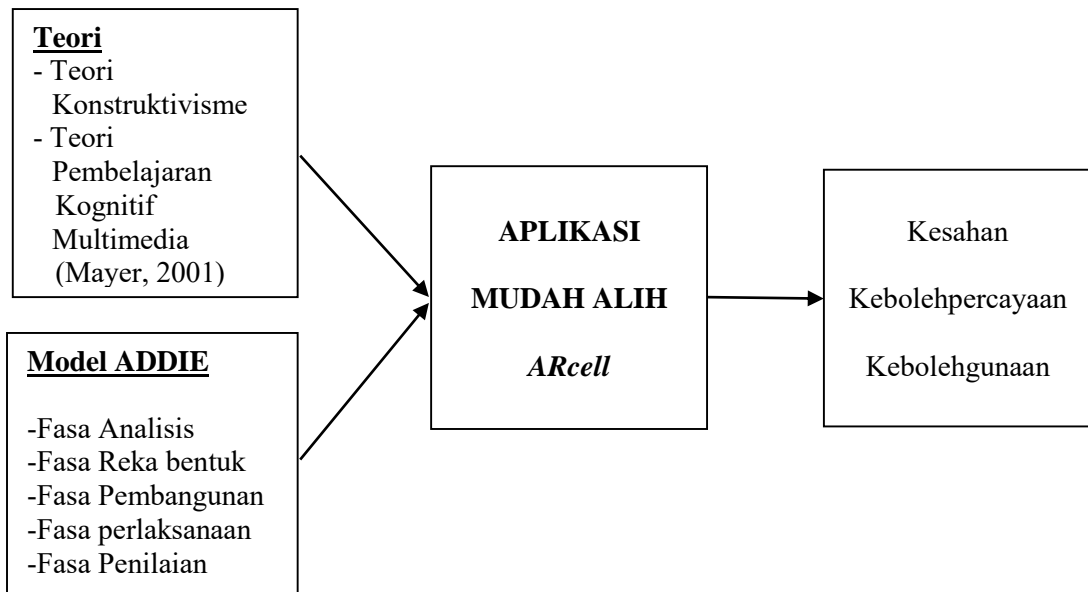 Teori
- Teori
Konstruktivisme
- Teori
Pembelajaran
Kognitif
Multimedia
(Mayer, 2001)
Model ADDIE
-Fasa Analisis
-Fasa Reka bentuk
-Fasa Pembangunan
-Fasa perlaksanaan
-Fasa Penilaian
APLIKASI
MUDAH ALIH
ARcell
Kesahan
Kebolehpercayaan
Kebolehgunaan